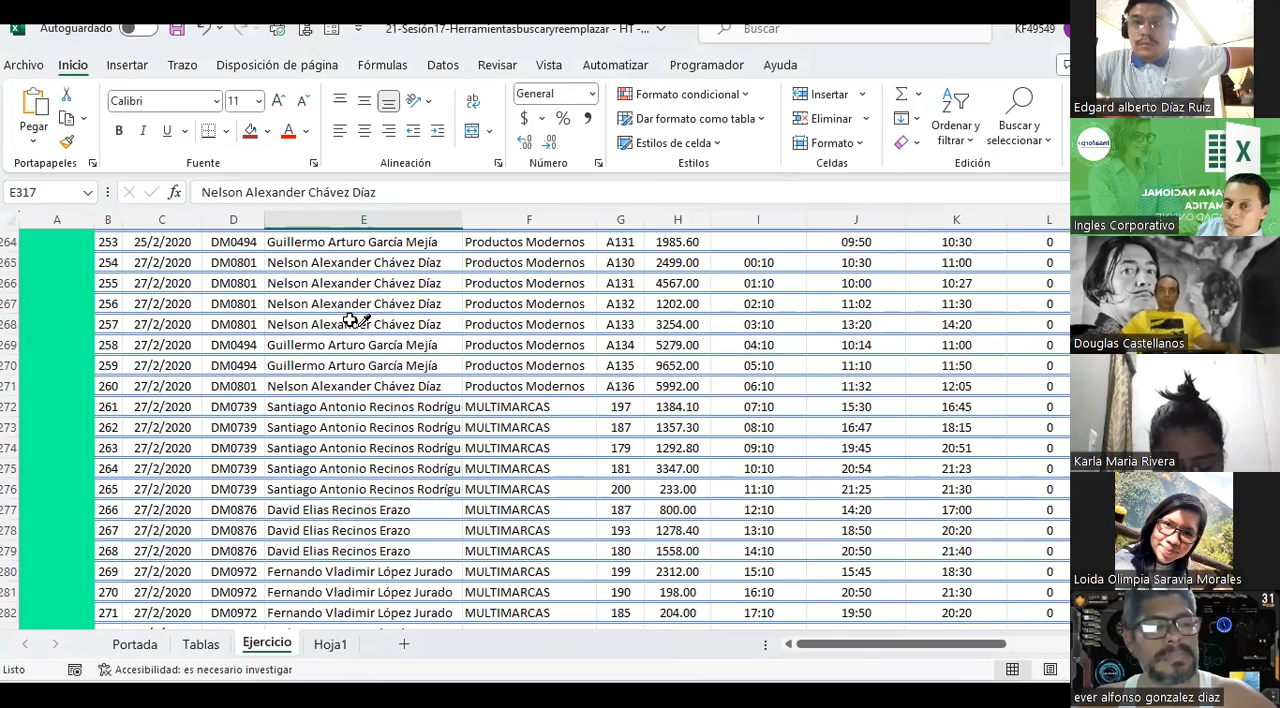 Autoguardado
21-Sesión17-Herramientasbuscaryreemplazar - HT -...
Buscar
KF49549
Archivo Inicio Insertar Trazo Disposición de página Fórmulas Datos Revisar Vista Automatizar Programador Ayuda
Pegar
Calibri 11
N K S
General
$ % 
Formato condicional
Dar formato como tabla
Estilos de celda
Insertar
Eliminar
Formato
Ordenar y filtrar
Buscar y seleccionar
Portapapeles Fuente Alineación Número Estilos Celdas Edición
E317 fx Nelson Alexander Chávez Díaz
A B C D E F G H I J K L
264 253 25/2/2020 DM0494 Guillermo Arturo García Mejía Productos Modernos A131 1985.60 09:50 10:30 0
265 254 27/2/2020 DM0801 Nelson Alexander Chávez Díaz Productos Modernos A130 2499.00 00:10 10:30 11:00 0
266 255 27/2/2020 DM0801 Nelson Alexander Chávez Díaz Productos Modernos A131 4567.00 01:10 10:00 10:27 0
267 256 27/2/2020 DM0801 Nelson Alexander Chávez Díaz Productos Modernos A132 1202.00 02:10 11:02 11:30 0
268 257 27/2/2020 DM0801 Nelson Alexander Chávez Díaz Productos Modernos A133 3254.00 03:10 13:20 14:20 0
269 258 27/2/2020 DM0494 Guillermo Arturo García Mejía Productos Modernos A134 5279.00 04:10 10:14 11:00 0
270 259 27/2/2020 DM0494 Guillermo Arturo García Mejía Productos Modernos A135 9652.00 05:10 11:10 11:50 0
271 260 27/2/2020 DM0801 Nelson Alexander Chávez Díaz Productos Modernos A136 5992.00 06:10 11:32 12:05 0
272 261 27/2/2020 DM0739 Santiago Antonio Recinos Rodrígu MULTIMARCAS 197 1384.10 07:10 15:30 16:45 0
273 262 27/2/2020 DM0739 Santiago Antonio Recinos Rodrígu MULTIMARCAS 187 1357.30 08:10 16:47 18:15 0
274 263 27/2/2020 DM0739 Santiago Antonio Recinos Rodrígu MULTIMARCAS 179 1292.80 09:10 19:45 20:51 0
275 264 27/2/2020 DM0739 Santiago Antonio Recinos Rodrígu MULTIMARCAS 181 3347.00 10:10 20:54 21:23 0
276 265 27/2/2020 DM0739 Santiago Antonio Recinos Rodrígu MULTIMARCAS 200 233.00 11:10 21:25 21:30 0
277 266 27/2/2020 DM0876 David Elias Recinos Erazo MULTIMARCAS 187 800.00 12:10 14:20 17:00 0
278 267 27/2/2020 DM0876 David Elias Recinos Erazo MULTIMARCAS 193 1278.40 13:10 18:50 20:20 0
279 268 27/2/2020 DM0876 David Elias Recinos Erazo MULTIMARCAS 180 1558.00 14:10 20:50 21:40 0
280 269 27/2/2020 DM0972 Fernando Vladimir López Jurado MULTIMARCAS 199 2312.00 15:10 15:45 18:30 0
281 270 27/2/2020 DM0972 Fernando Vladimir López Jurado MULTIMARCAS 190 198.00 16:10 20:50 21:30 0
282 271 27/2/2020 DM0972 Fernando Vladimir López Jurado MULTIMARCAS 185 204.00 17:10 19:50 20:20 0
Portada Tablas Ejercicio Hoja1
Listo Accesibilidad: es necesario investigar
Edgard alberto Díaz Ruiz
Insaforp
X
AMA NACIONAL
MATICA
IDAD ONLINE
Ingles Corporativo
Douglas Castellanos
Karla Maria Rivera
Loida Olimpia Saravia Morales
31
ever alfonso gonzalez diaz